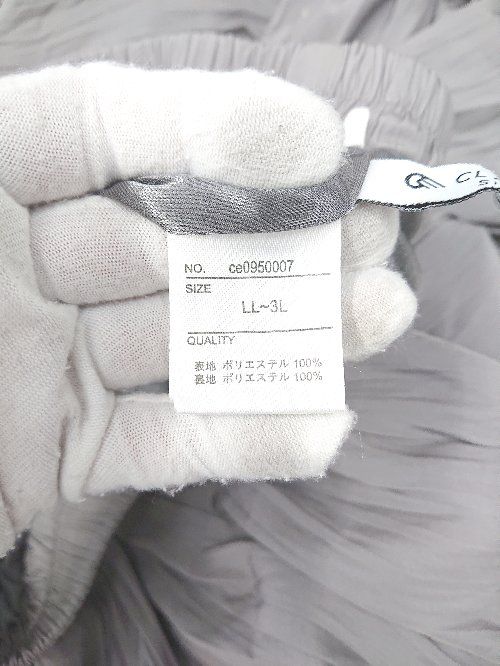 NO. ce0950007
SIZE
LL~3L
QUALITY
表地 ポリエステル 100%
裏地 ポリエステル 100%